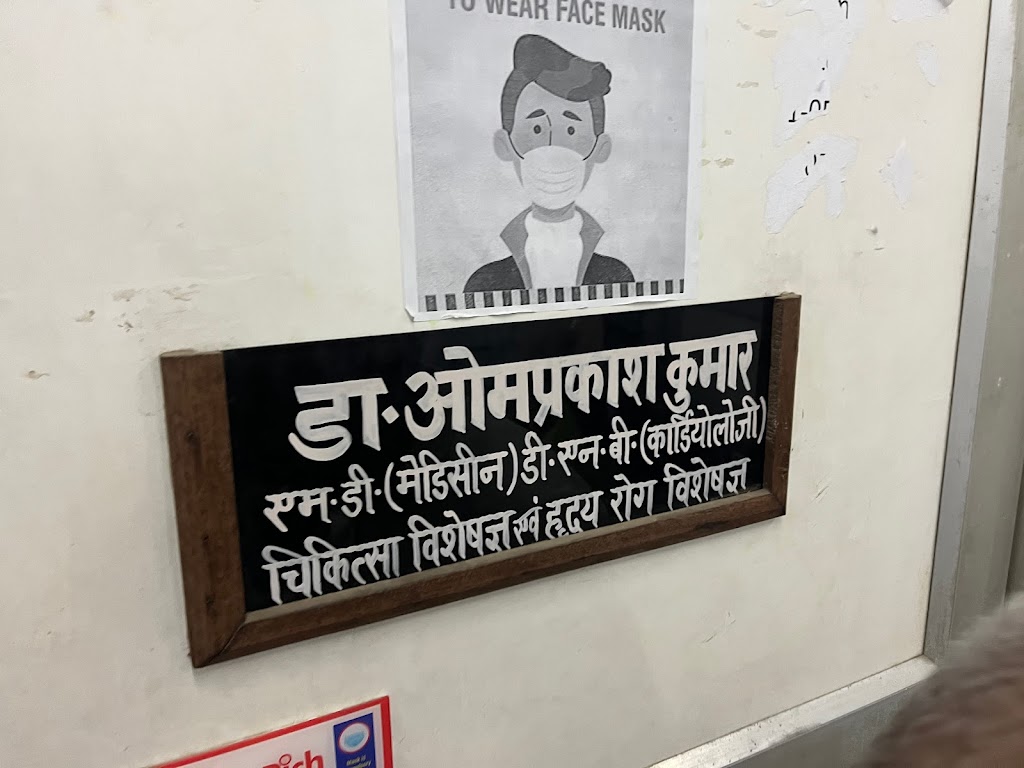 TO WEAR FACE MASK
डा॰ ओमप्रकाश कुमार
एम॰ डी॰ (मेडिसीन) डी॰ एन॰ बी॰ (कार्डियोलोजी)
चिकित्सा विशेषज्ञ एवं हृदय रोग विशेषज्ञ